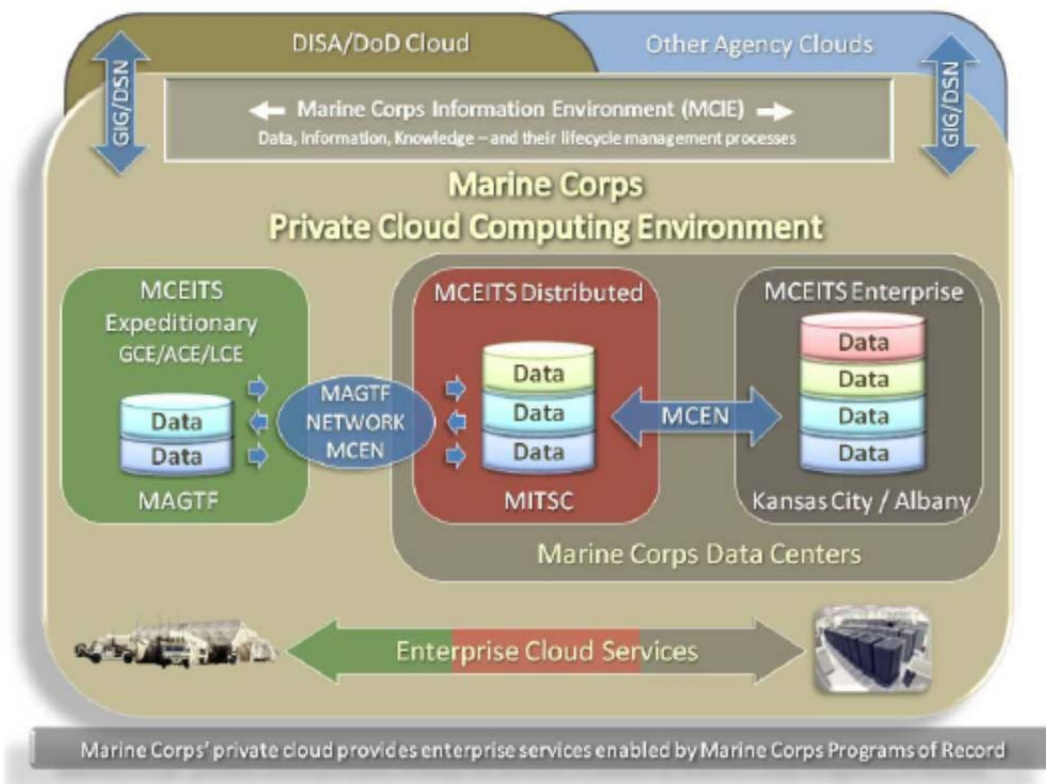 DISA/DoD Cloud
Other Agency Clouds
GIG/DSN
GIG/DSN
Marine Corps Information Environment (MCIE)
Data, Information, Knowledge – and their lifecycle management processes
Marine Corps
Private Cloud Computing Environment
MCEITS
Expeditionary
GCE/ACE/LCE
Data
Data
MAGTF
MAGTF
NETWORK
MCEN
MCEITS Distributed
Data
Data
Data
MITSC
MCEN
MCEITS Enterprise
Data
Data
Data
Data
Kansas City / Albany
Marine Corps Data Centers
Enterprise Cloud Services
Marine Corps' private cloud provides enterprise services enabled by Marine Corps Programs of Record